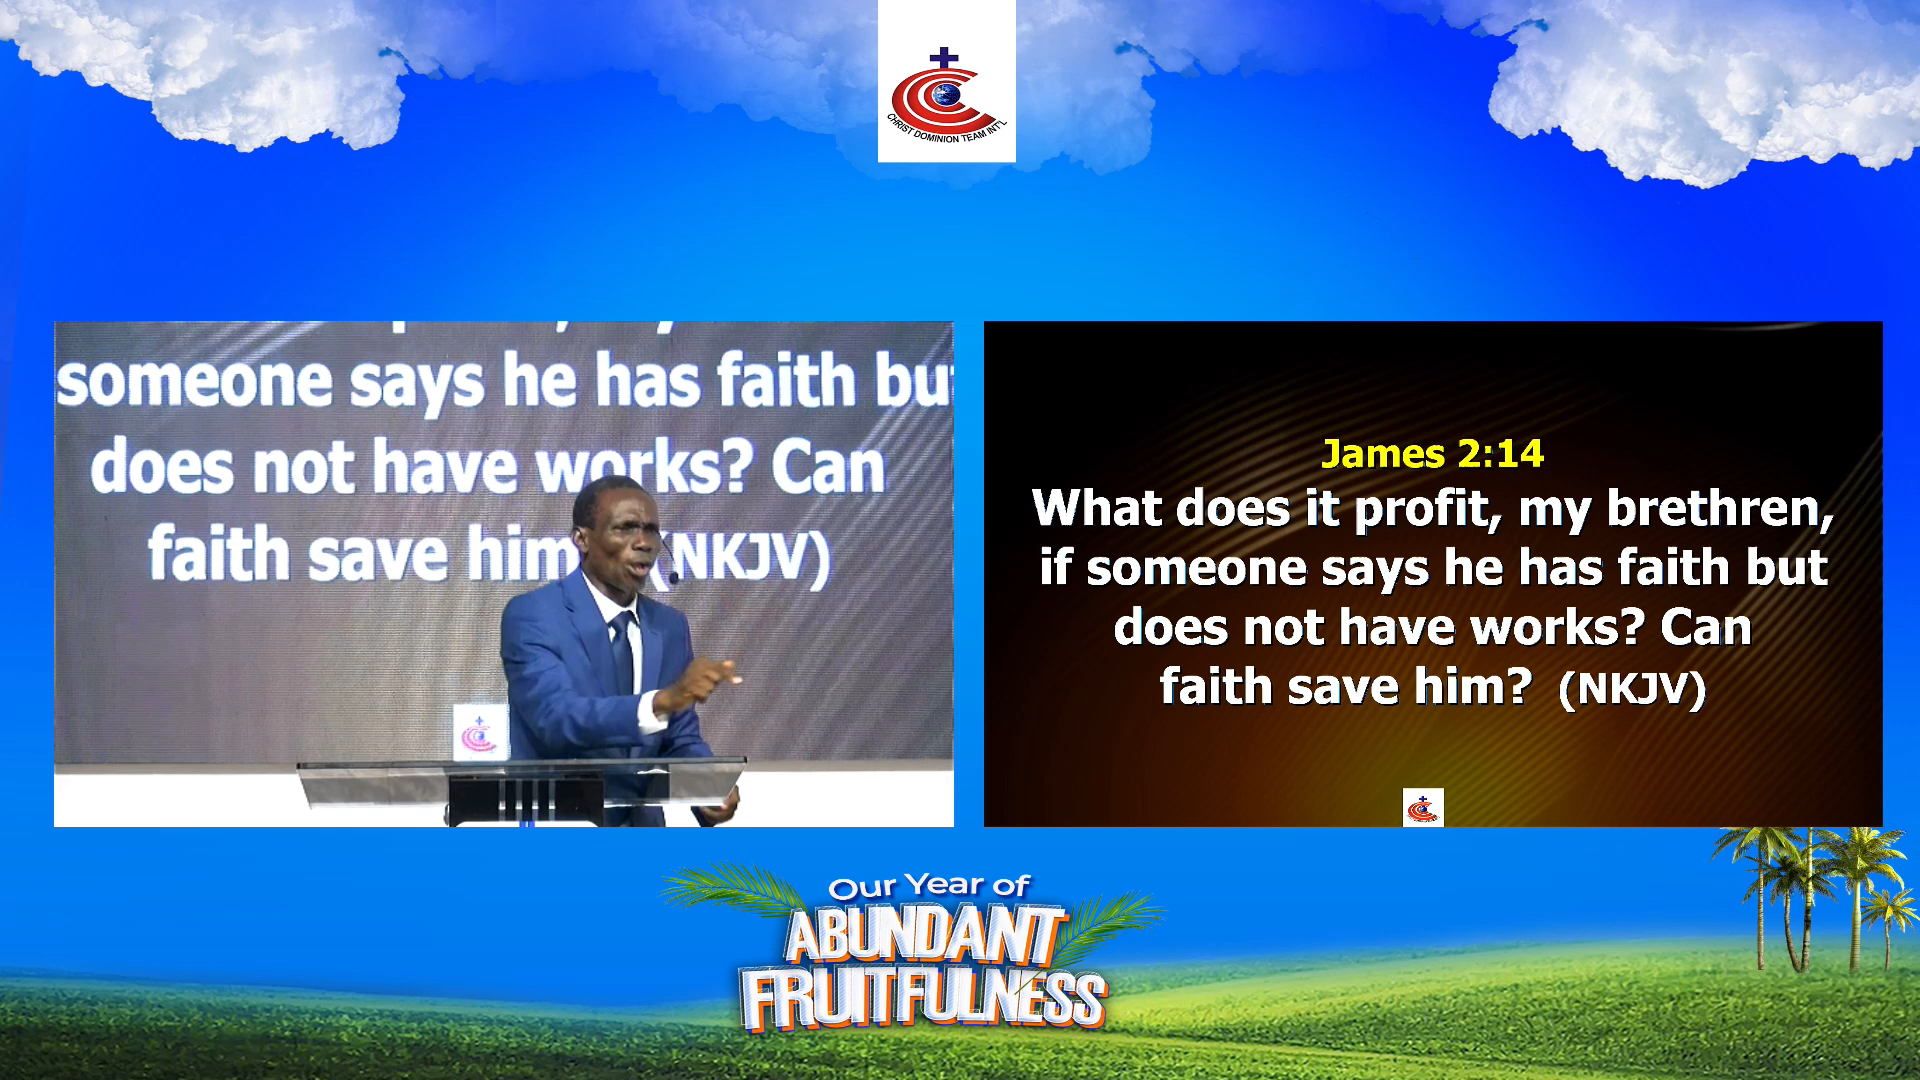 CHRIST DOMINION TEAM INT'L
someone says he has faith but
does not have works? Can
faith save him (NKJV)
James 2:14
What does it profit, my brethren,
if someone says he has faith but
does not have works? Can
faith save him? (NKJV)
Our Year of
ABUNDANT
FRUITFULNESS